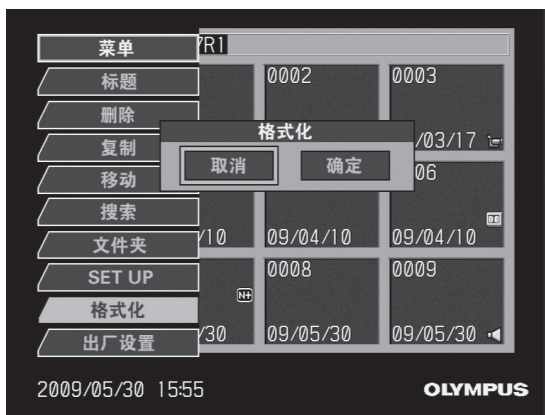 菜单
7R1
标题
0002
0003
删除
格式化
复制
/03/17
取消
确定
移动
06
搜索
文件夹
/10
09/04/10
09/04/10
SET UP
0008
0009
N+
格式化
出厂设置
/30
09/05/30
09/05/30
2009/05/30 15:55
OLYMPUS